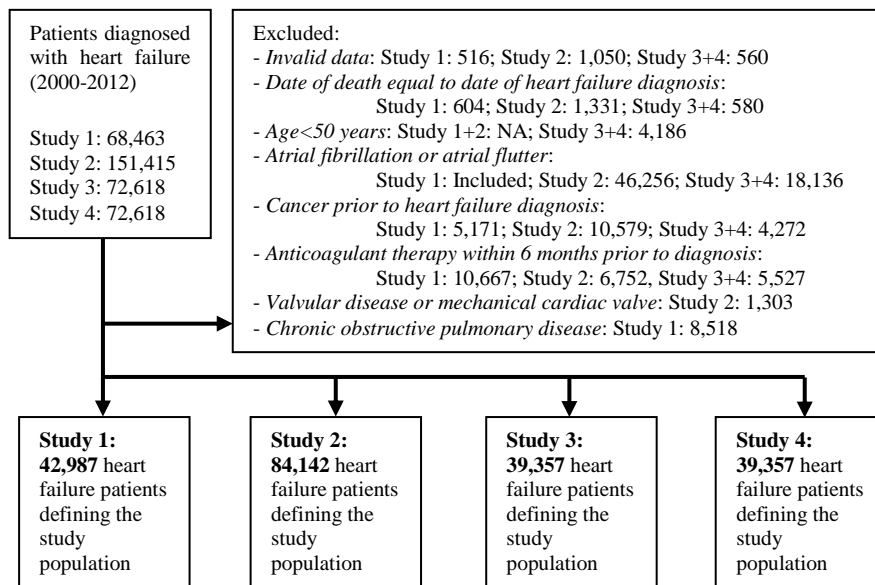 Patients diagnosed
with heart failure
(2000-2012)
Study 1: 68,463
Study 2: 151,415
Study 3: 72,618
Study 4: 72,618
Excluded:
- Invalid data: Study 1: 516; Study 2: 1,050; Study 3+4: 560
- Date of death equal to date of heart failure diagnosis:
Study 1: 604; Study 2: 1,331; Study 3+4: 580
- Age<50 years: Study 1+2: NA; Study 3+4: 4,186
- Atrial fibrillation or atrial flutter:
Study 1: Included; Study 2: 46,256; Study 3+4: 18,136
- Cancer prior to heart failure diagnosis:
Study 1: 5,171; Study 2: 10,579; Study 3+4: 4,272
- Anticoagulant therapy within 6 months prior to diagnosis:
Study 1: 10,667; Study 2: 6,752, Study 3+4: 5,527
- Valvular disease or mechanical cardiac valve: Study 2: 1,303
- Chronic obstructive pulmonary disease: Study 1: 8,518
Study 1:
42,987 heart
failure patients
defining the
study
population
Study 2:
84,142 heart
failure patients
defining the
study
population
Study 3:
39,357 heart
failure patients
defining the
study
population
Study 4:
39,357 heart
failure patients
defining the
study
population